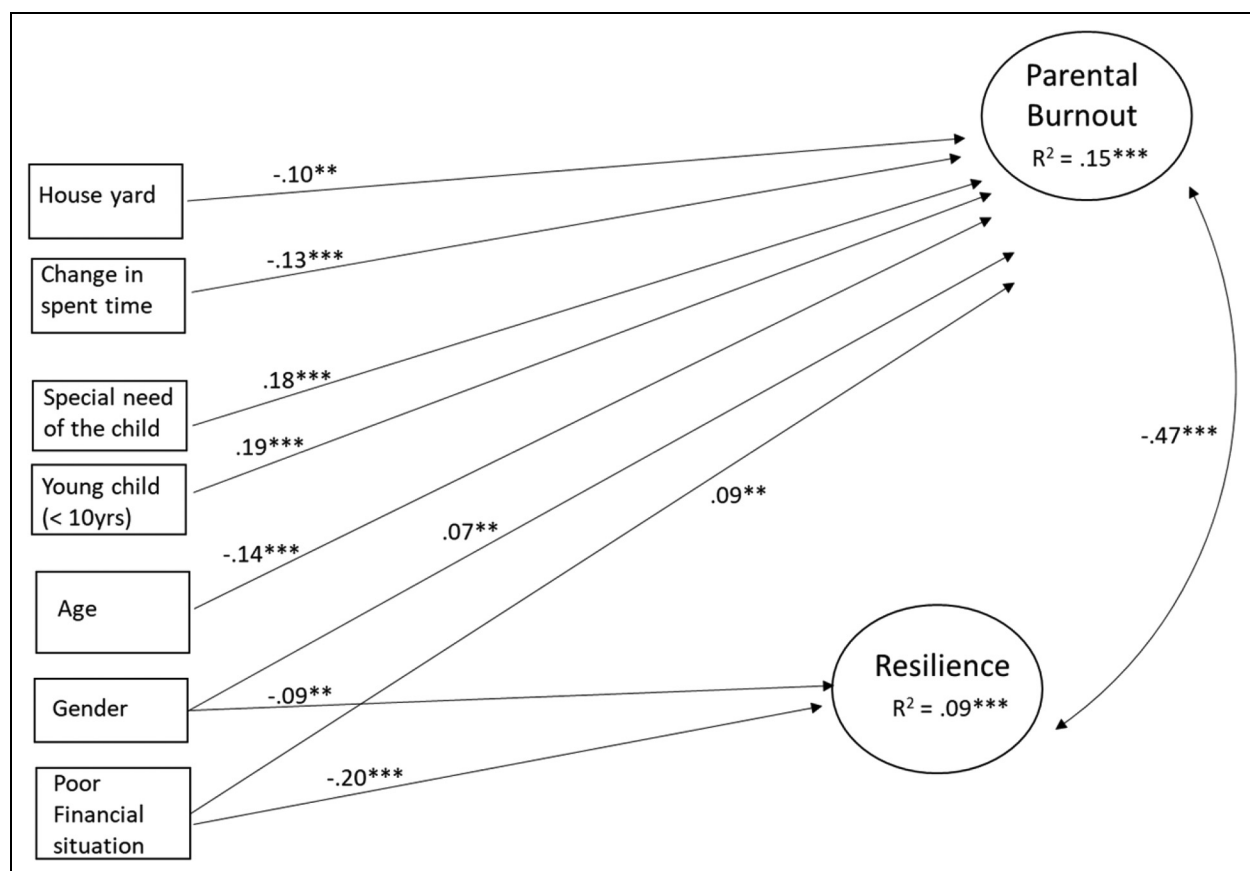 Parental
Burnout
R² = .15***
House yard
-.10**
Change in
spent time
-.13***
Special need
of the child
.18***
Young child
(< 10yrs)
.19***
-.47***
.09**
.07**
-.14***
Age
Resilience
R² = .09***
Gender
-.09**
Poor
Financial
situation
-.20***